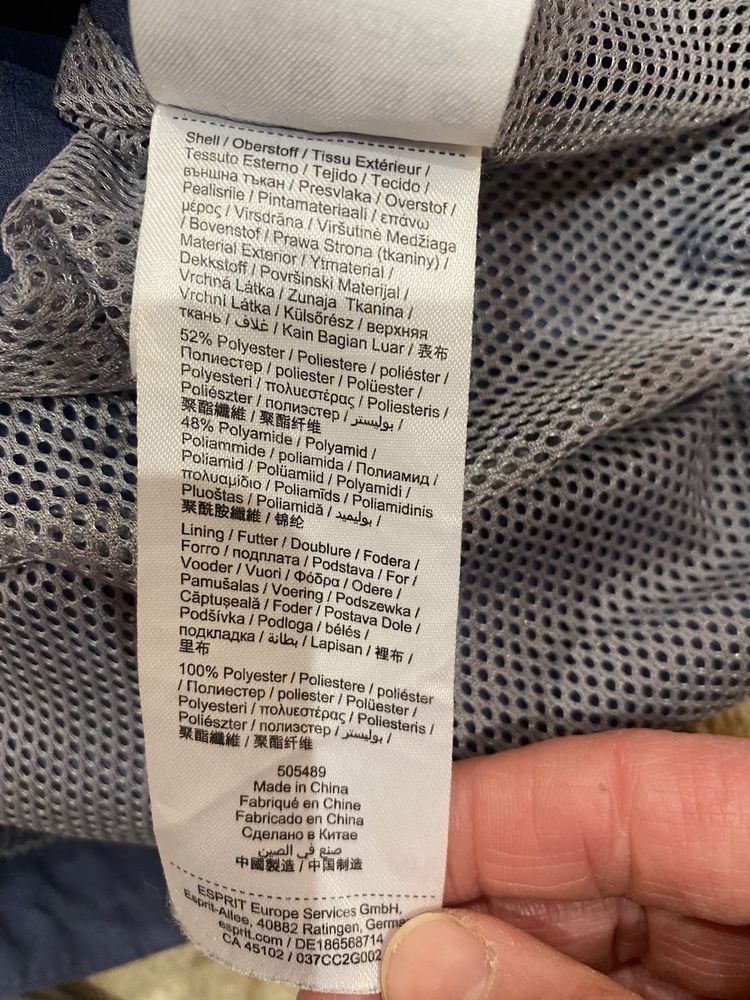 Shell / Oberstoff / Tissu Extérieur /
Tessuto Esterno / Tejido / Tecido /
външна тъкан / Presvlaka / Overstof /
Pealisriie / Pintamateriaali / επάνω
μέρος / Virsdrāna / Viršutinė Medžiaga
/ Bovenstof / Prawa Strona (tkaniny) /
Material Exterior / Ytmaterial /
Dekkstoff / Površinski Materijal /
Vrchná Látka / Zunaja Tkanina /
Vrchní Látka / Külsőrész / верхняя
ткань / غلاف / Kain Bagian Luar / 表布
52% Polyester / Poliestere / poliéster /
Полиестер / poliester / Polüester /
Polyesteri / πολυεστέρας / Poliesteris /
Poliészter / полиэстер / بوليستر /
聚酯纖維 / 聚酯纤维
48% Polyamide / Polyamid /
Poliammide / poliamida / Полиамид /
Poliamid / Polüamiid / Polyamidi /
πολυαμίδιο / Poliamīds / Poliamidinis
Pluoštas / Poliamidă / بوليميد /
聚酰胺纖維 / 锦纶
Lining / Futter / Doublure / Fodera /
Forro / подплата / Podstava / For /
Vooder / Vuori / Φόδρα / Odere /
Pamušalas / Voering / Podszewka /
Căptușeală / Foder / Postava Dole /
Podšívka / Podloga / bélés /
подкладка / بطانة / Lapisan / 裡布 /
里布
100% Polyester / Poliestere / poliéster
/ Полиестер / poliester / Polüester /
Polyesteri / πολυεστέρας / Poliesteris /
Poliészter / полиэстер / بوليستر /
聚酯纖維 / 聚酯纤维
505489
Made in China
Fabriqué en Chine
Fabricado en China
Сделано в Китае
صنع في الصين
中國製造 / 中国制造
ESPRIT Europe Services GmbH,
Esprit-Allee, 40882 Ratingen, Germa
esprit.com / DE186568714
CA 45102 / 037CC2G002